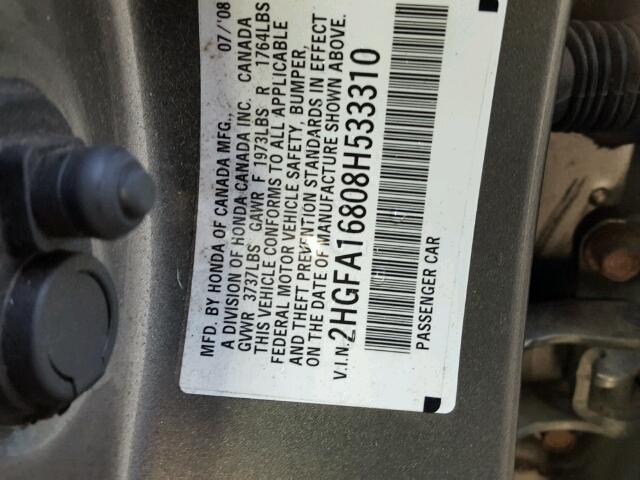 MFD. BY HONDA OF CANADA MFG., 07/'08
A DIVISION OF HONDA CANADA INC. CANADA
GVWR 3737LBS GAWR F 1973LBS R 1764LBS
THIS VEHICLE CONFORMS TO ALL APPLICABLE
FEDERAL MOTOR VEHICLE SAFETY, BUMPER,
AND THEFT PREVENTION STANDARDS IN EFFECT
ON THE DATE OF MANUFACTURE SHOWN ABOVE.
V.I.N. 2HGFA16808H533310
PASSENGER CAR